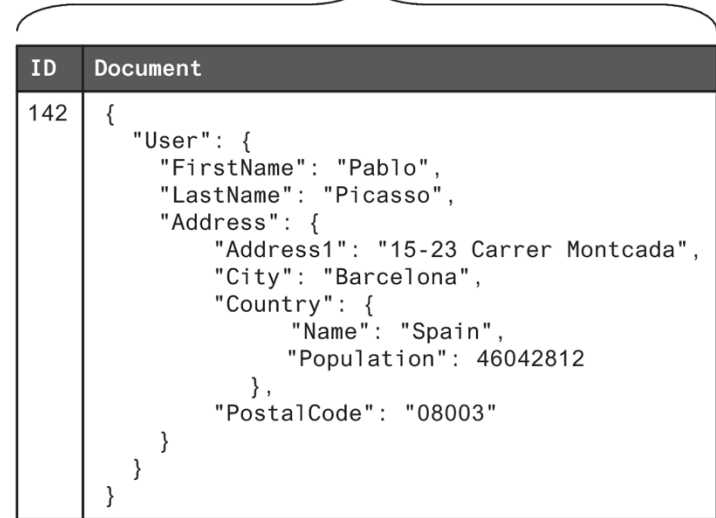 ID Document
142 {
"User": {
"FirstName": "Pablo",
"LastName": "Picasso",
"Address": {
"Address1": "15-23 Carrer Montcada",
"City": "Barcelona",
"Country": {
"Name": "Spain",
"Population": 46042812
},
"PostalCode": "08003"
}
}
}